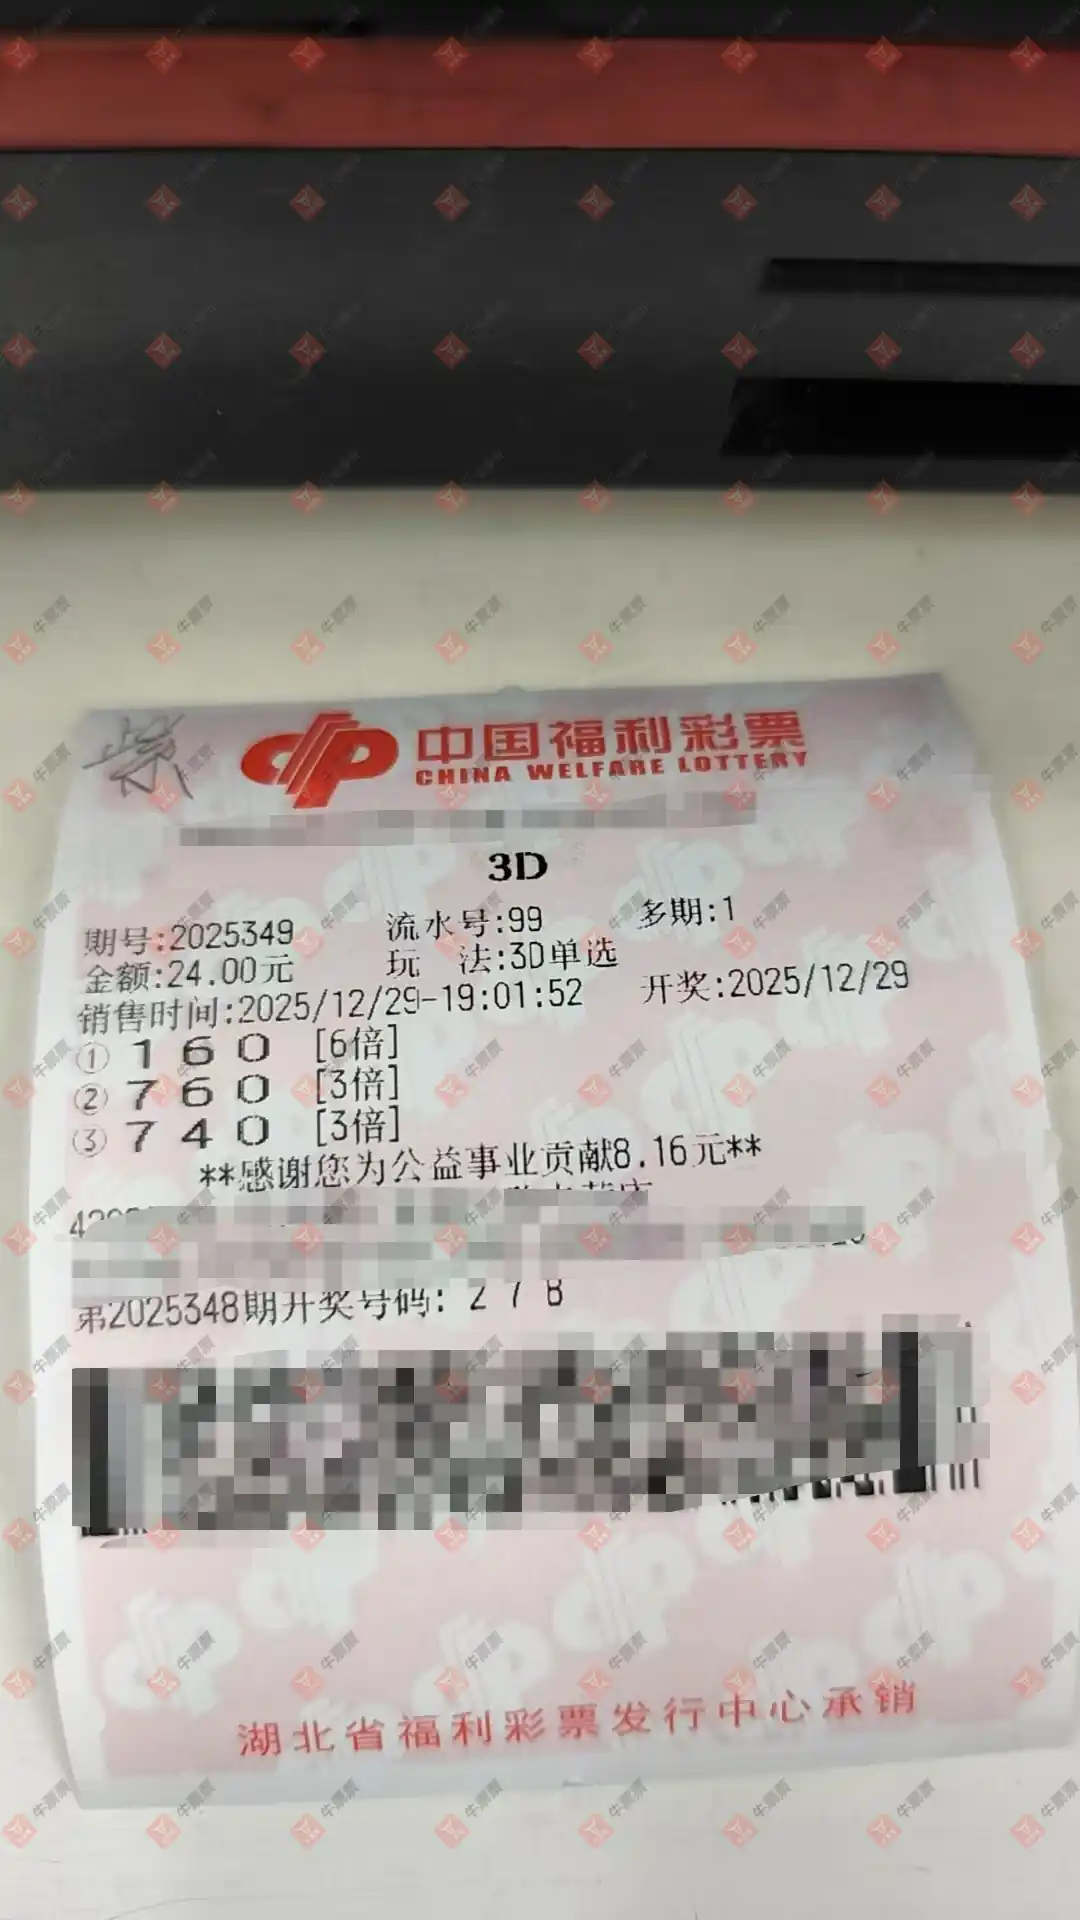 紫
中国福利彩票
CHINA WELFARE LOTTERY
3D
期号:2025349 流水号:99 多期:1
金额:24.00元 玩 法:3D单选
销售时间:2025/12/29-19:01:52 开奖:2025/12/29
① 1 6 0 [6倍]
② 7 6 0 [3倍]
③ 7 4 0 [3倍]
**感谢您为公益事业贡献8.16元**
第2025348期开奖号码: 2 7 8
湖北省福利彩票发行中心承销
牛票票